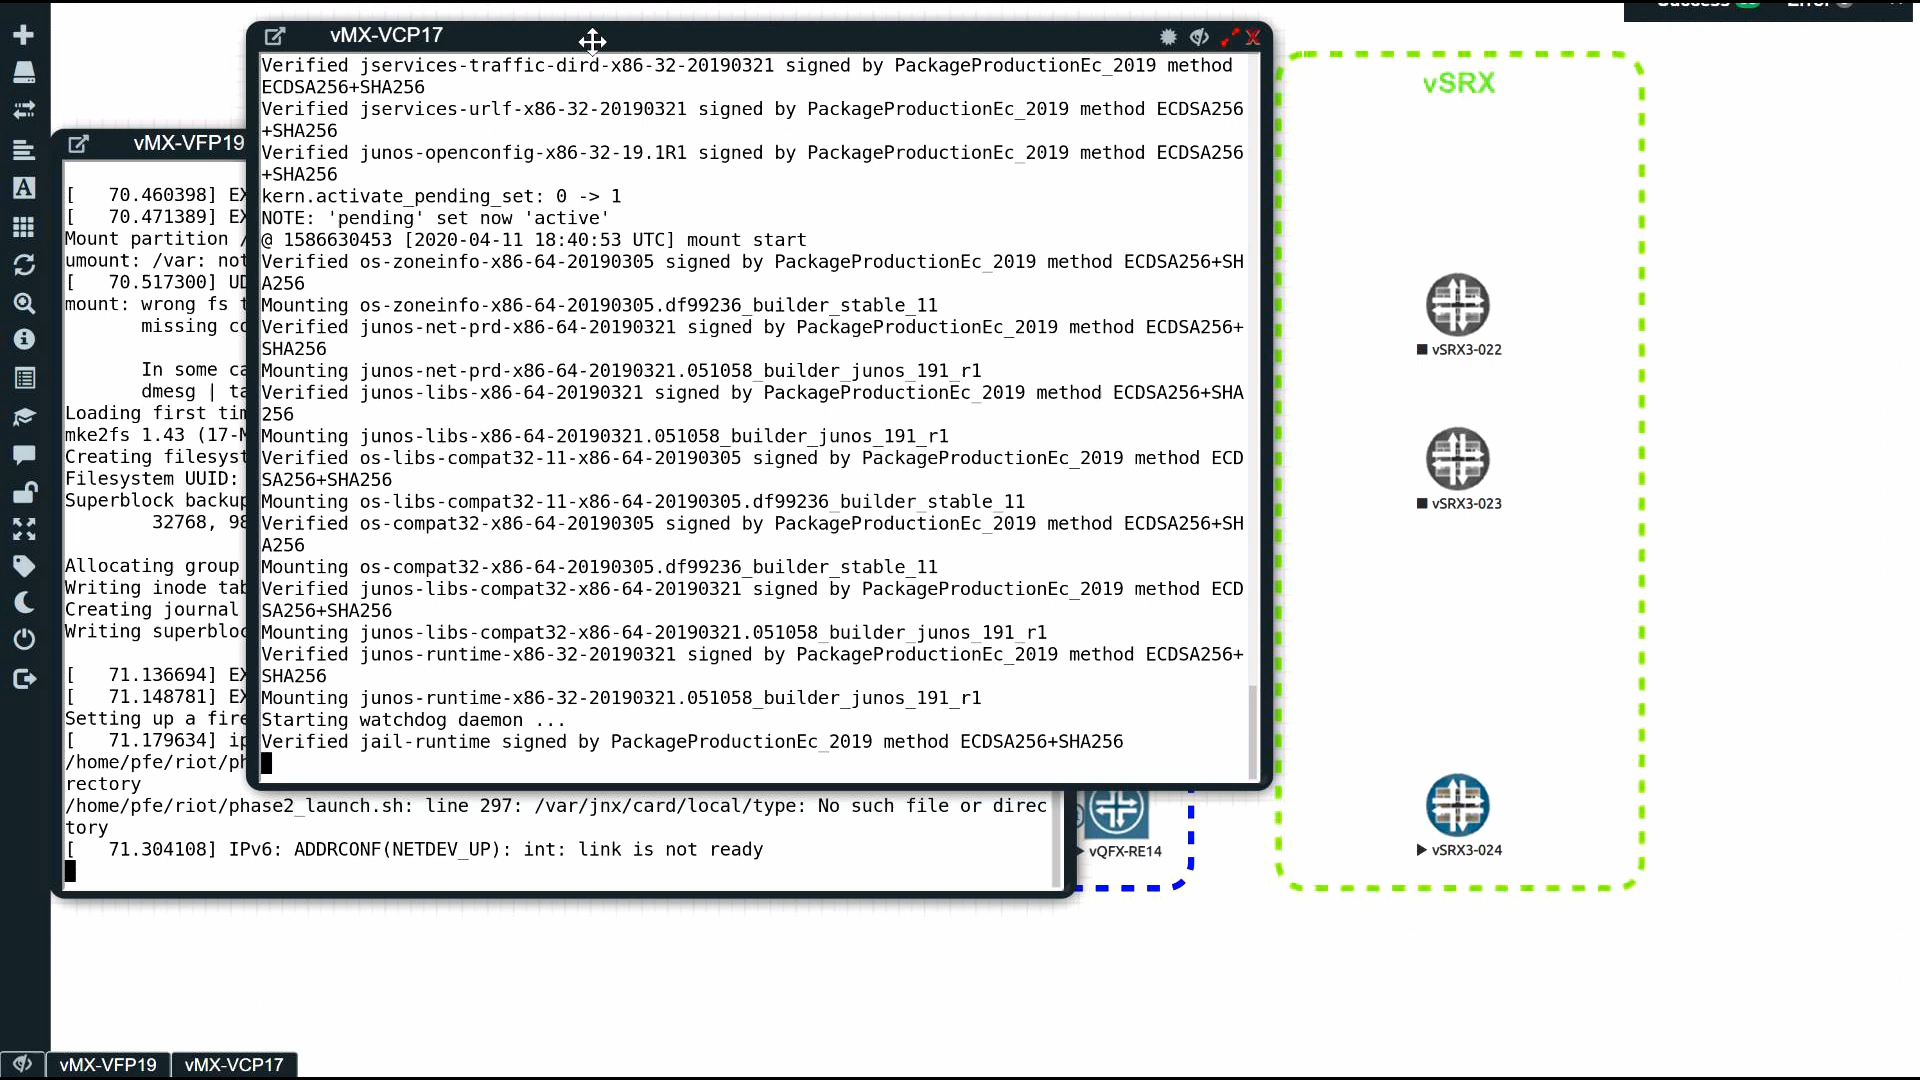 vMX-VCP17
Verified jservices-traffic-dird-x86-32-20190321 signed by PackageProductionEc_2019 method
ECDSA256+SHA256
Verified jservices-urlf-x86-32-20190321 signed by PackageProductionEc_2019 method ECDSA256
+SHA256
Verified junos-openconfig-x86-32-19.1R1 signed by PackageProductionEc_2019 method ECDSA256
+SHA256
kern.activate_pending_set: 0 -> 1
NOTE: 'pending' set now 'active'
@ 1586630453 [2020-04-11 18:40:53 UTC] mount start
Verified os-zoneinfo-x86-64-20190305 signed by PackageProductionEc_2019 method ECDSA256+SH
A256
Mounting os-zoneinfo-x86-64-20190305.df99236_builder_stable_11
Verified junos-net-prd-x86-64-20190321 signed by PackageProductionEc_2019 method ECDSA256+
SHA256
Mounting junos-net-prd-x86-64-20190321.051058_builder_junos_191_r1
Verified junos-libs-x86-64-20190321 signed by PackageProductionEc_2019 method ECDSA256+SHA
256
Mounting junos-libs-x86-64-20190321.051058_builder_junos_191_r1
Verified os-libs-compat32-11-x86-64-20190305 signed by PackageProductionEc_2019 method ECD
SA256+SHA256
Mounting os-libs-compat32-11-x86-64-20190305.df99236_builder_stable_11
Verified os-compat32-x86-64-20190305 signed by PackageProductionEc_2019 method ECDSA256+SH
A256
Mounting os-compat32-x86-64-20190305.df99236_builder_stable_11
Verified junos-libs-compat32-x86-64-20190321 signed by PackageProductionEc_2019 method ECD
SA256+SHA256
Mounting junos-libs-compat32-x86-64-20190321.051058_builder_junos_191_r1
Verified junos-runtime-x86-32-20190321 signed by PackageProductionEc_2019 method ECDSA256+
SHA256
Mounting junos-runtime-x86-32-20190321.051058_builder_junos_191_r1
Starting watchdog daemon ...
Verified jail-runtime signed by PackageProductionEc_2019 method ECDSA256+SHA256
vMX-VFP19
[   70.460398] EX
[   70.471389] EX
Mount partition /
umount: /var: not
[   70.517300] UD
mount: wrong fs t
missing co
In some ca
dmesg | ta
Loading first tim
mke2fs 1.43 (17-M
Creating filesyst
Filesystem UUID:
Superblock backup
32768, 98
Allocating group
Writing inode tab
Creating journal
Writing superbloc
[   71.136694] EX
[   71.148781] EX
Setting up a fire
[   71.179634] ip
/home/pfe/riot/ph
rectory
/home/pfe/riot/phase2_launch.sh: line 297: /var/jnx/card/local/type: No such file or direc
tory
[   71.304108] IPv6: ADDRCONF(NETDEV_UP): int: link is not ready
vQFX-RE14
vSRX
vSRX3-022
vSRX3-023
vSRX3-024
vMX-VFP19
vMX-VCP17